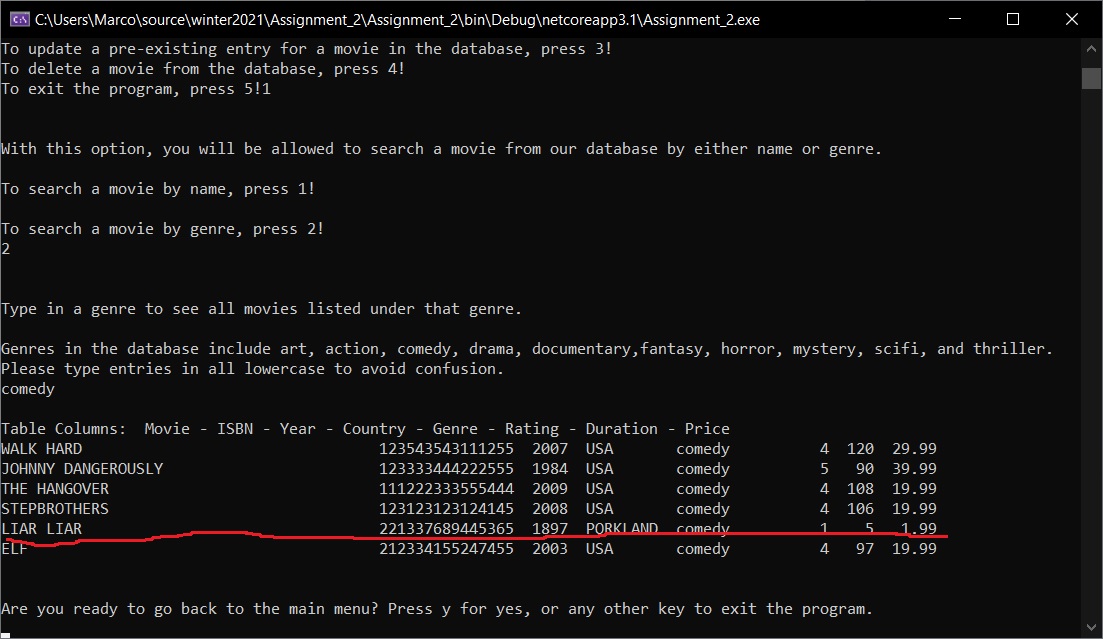 C:\Users\Marco\source\winter2021\Assignment_2\Assignment_2\bin\Debug\netcoreapp3.1\Assignment_2.exe
To update a pre-existing entry for a movie in the database, press 3!
To delete a movie from the database, press 4!
To exit the program, press 5!1
With this option, you will be allowed to search a movie from our database by either name or genre.
To search a movie by name, press 1!
To search a movie by genre, press 2!
2
Type in a genre to see all movies listed under that genre.
Genres in the database include art, action, comedy, drama, documentary,fantasy, horror, mystery, scifi, and thriller.
Please type entries in all lowercase to avoid confusion.
comedy
Table Columns:  Movie - ISBN - Year - Country - Genre - Rating - Duration - Price
WALK HARD 123543543111255 2007 USA comedy 4 120 29.99
JOHNNY DANGEROUSLY 123333444222555 1984 USA comedy 5 90 39.99
THE HANGOVER 111222333555444 2009 USA comedy 4 108 19.99
STEPBROTHERS 123123123124145 2008 USA comedy 4 106 19.99
LIAR LIAR 221337689445365 1897 PORKLAND comedy 1 5 1.99
ELF 212334155247455 2003 USA comedy 4 97 19.99
Are you ready to go back to the main menu? Press y for yes, or any other key to exit the program.